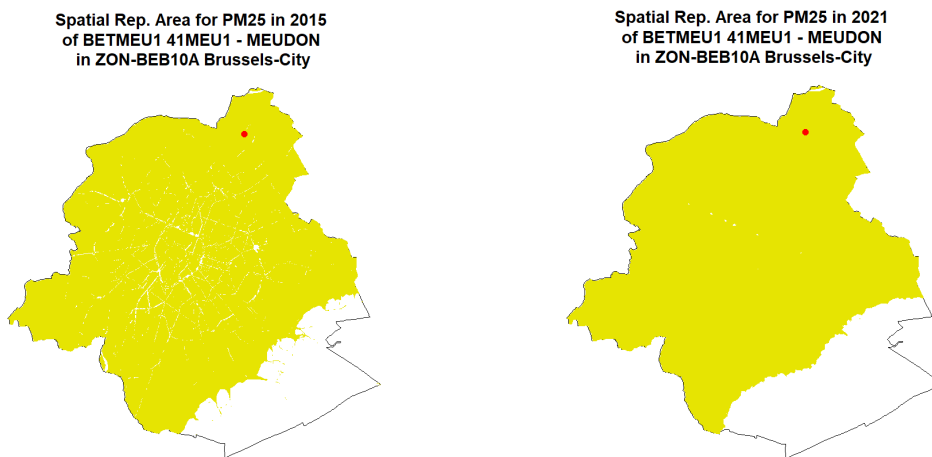 Spatial Rep. Area for PM25 in 2015
of BETMEU1 41MEU1 - MEUDON
in ZON-BEB10A Brussels-City
Spatial Rep. Area for PM25 in 2021
of BETMEU1 41MEU1 - MEUDON
in ZON-BEB10A Brussels-City